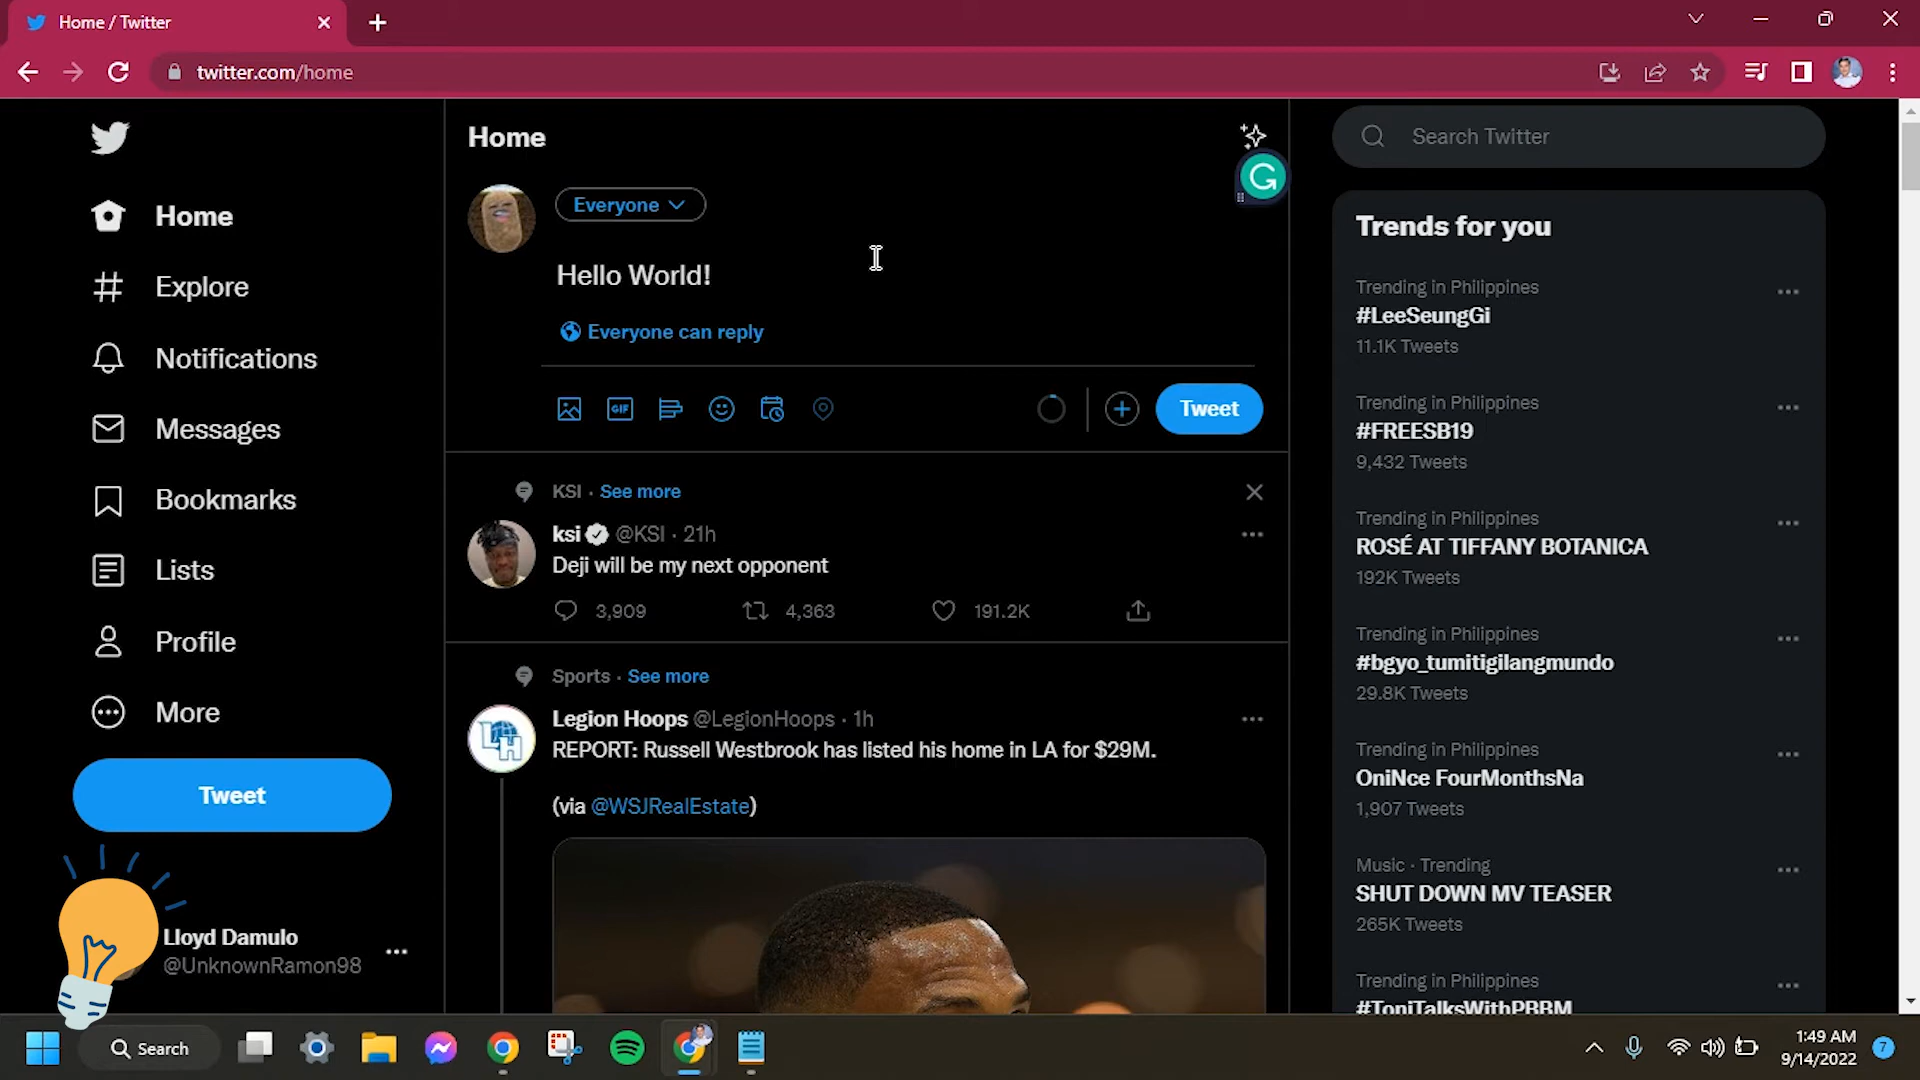 Home / Twitter
twitter.com/home
Home
Explore
Notifications
Messages
Bookmarks
Lists
Profile
More
Tweet
Lloyd Damulo
@UnknownRamon98
Home
Everyone
Hello World!
Everyone can reply
GIF
Tweet
KSI · See more
ksi @KSI · 21h
Deji will be my next opponent
3,909 4,363 191.2K
Sports · See more
Legion Hoops @LegionHoops · 1h
REPORT: Russell Westbrook has listed his home in LA for $29M.
(via @WSJRealEstate)
Search Twitter
Trends for you
Trending in Philippines
#LeeSeungGi
11.1K Tweets
Trending in Philippines
#FREESB19
9,432 Tweets
Trending in Philippines
ROSÉ AT TIFFANY BOTANICA
192K Tweets
Trending in Philippines
#bgyo_tumitigilangmundo
29.8K Tweets
Trending in Philippines
OniNce FourMonthsNa
1,907 Tweets
Music · Trending
SHUT DOWN MV TEASER
265K Tweets
Trending in Philippines
#ToniTalksWithPBBM
Search
1:49 AM
9/14/2022
7